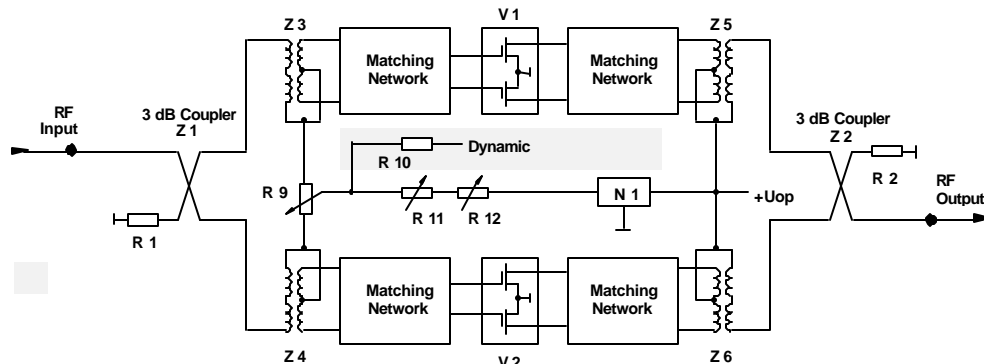 Z 3
V 1
Z 5
Matching
Network
Matching
Network
RF
Input
3 dB Coupler
Z 1
3 dB Coupler
Z 2
Dynamic
R 10
R 9
R 11
R 12
N 1
+Uop
R 1
R 2
RF
Output
Matching
Network
Matching
Network
Z 4
V 2
Z 6